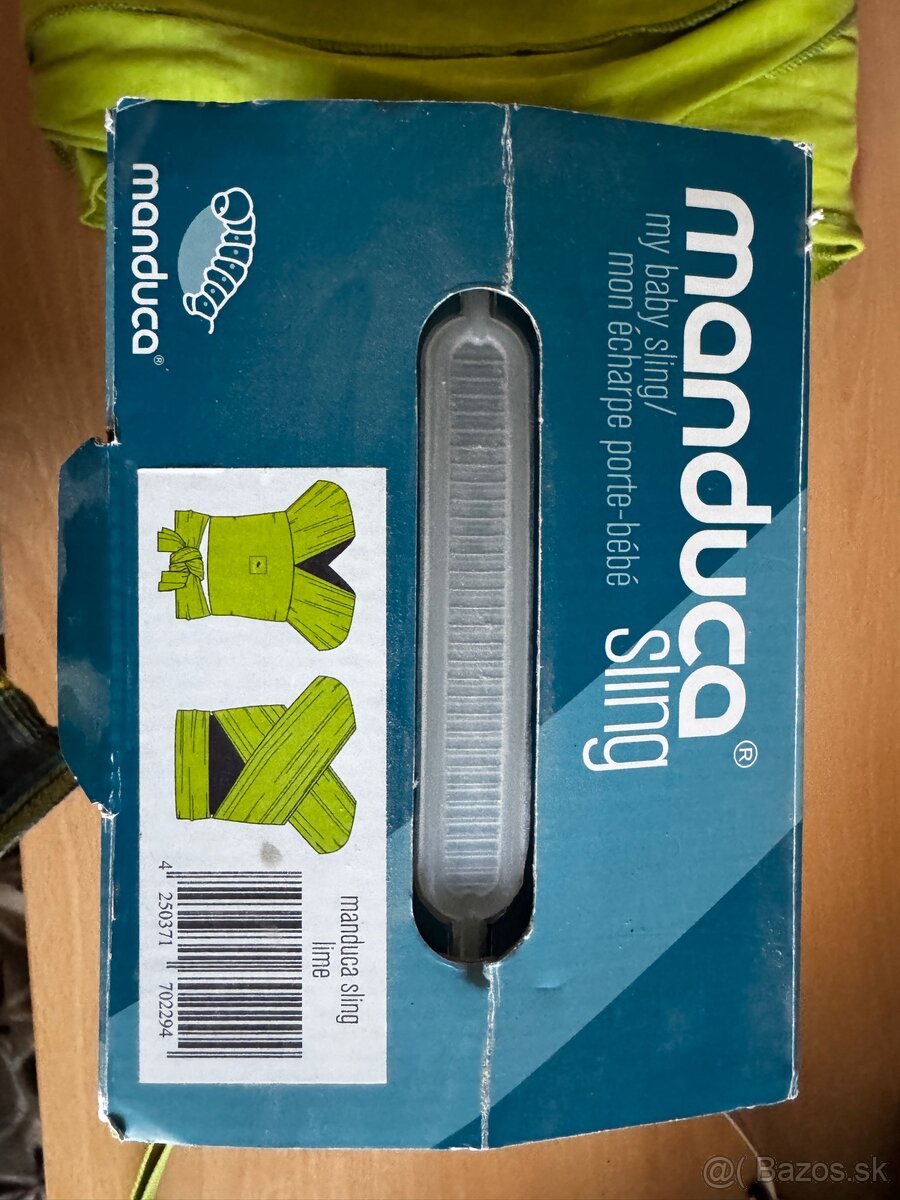 manduca®
Sling
my baby sling/
mon écharpe porte-bébé
manduca®
manduca sling
lime
4 250371 702294
@( Bazos.sk